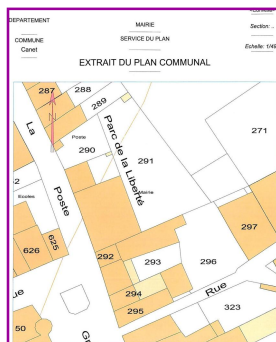 DEPARTEMENT
MAIRIE
Section: ..
COMMUNE
SERVICE DU PLAN
Canet
Echelle: 1/49
EXTRAIT DU PLAN COMMUNAL
287
288
289
La
Poste
290
Parc de la Liberté
271
291
Ecoles
Poste
Mairie
297
625
626
292
293
296
294
Rue
295
323
50